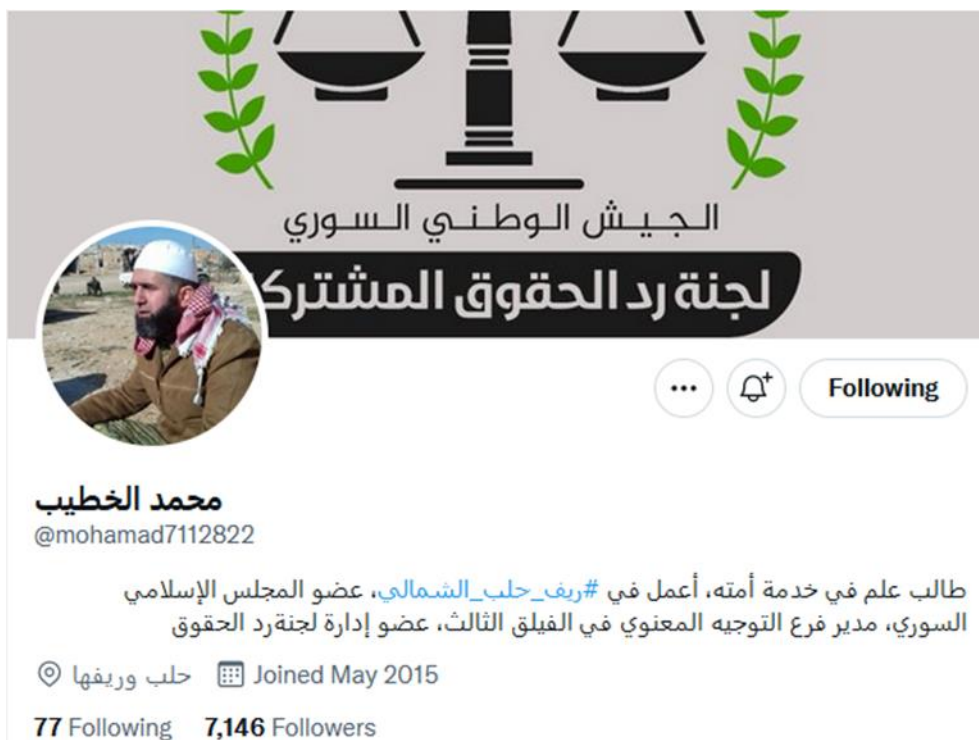 الجيش الوطني السوري
لجنة رد الحقوق المشترك
Following
محمد الخطيب
@mohamad7112822
طالب علم في خدمة أمته، أعمل في #ريف_حلب_الشمالي، عضو المجلس الإسلامي
السوري، مدير فرع التوجيه المعنوي في الفيلق الثالث، عضو إدارة لجنةرد الحقوق
حلب وريفها Joined May 2015
77 Following 7,146 Followers